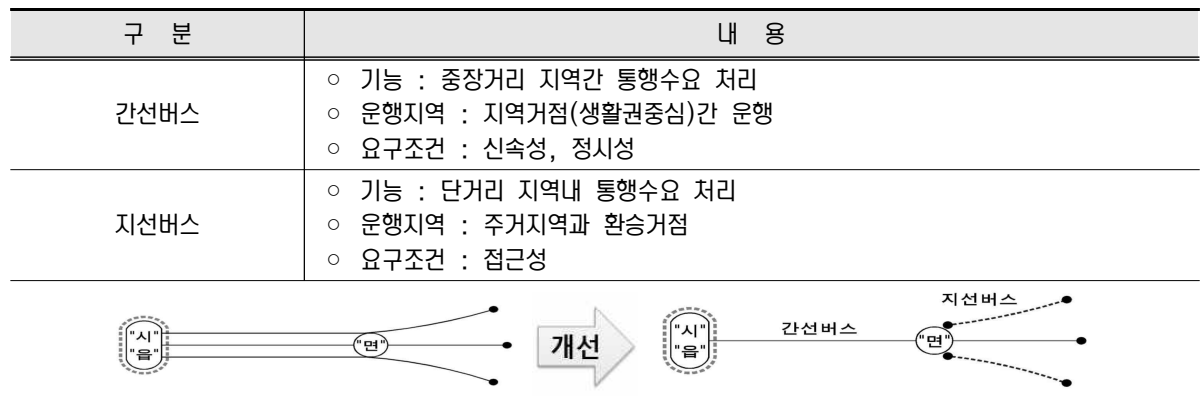 구 분 내 용
간선버스
○ 기능 : 중장거리 지역간 통행수요 처리
○ 운행지역 : 지역거점(생활권중심)간 운행
○ 요구조건 : 신속성, 정시성
지선버스
○ 기능 : 단거리 지역내 통행수요 처리
○ 운행지역 : 주거지역과 환승거점
○ 요구조건 : 접근성
"시"
"읍"
"면"
개선
"시"
"읍"
간선버스
"면"
지선버스